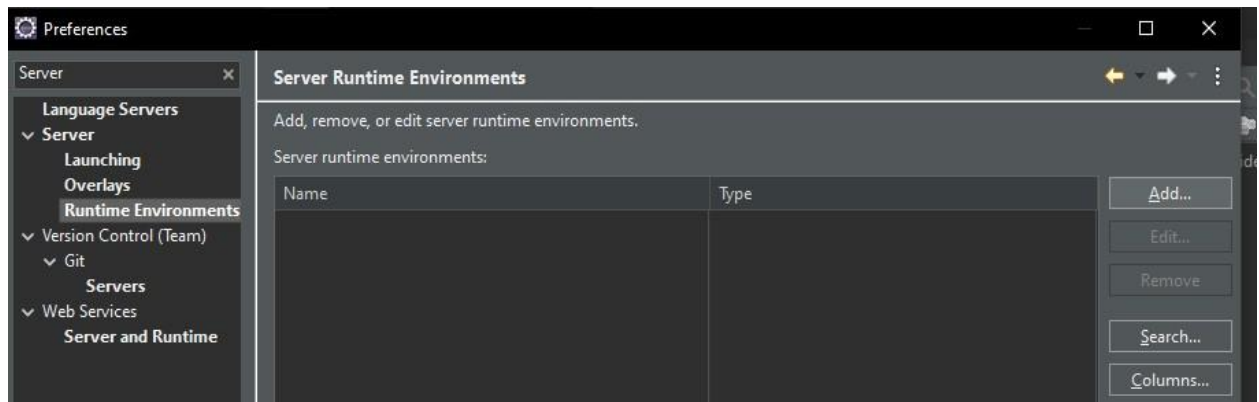 Preferences
Server
Language Servers
Server
Launching
Overlays
Runtime Environments
Version Control (Team)
Git
Servers
Web Services
Server and Runtime
Server Runtime Environments
Add, remove, or edit server runtime environments.
Server runtime environments:
Name Type
Add...
Edit...
Remove
Search...
Columns...